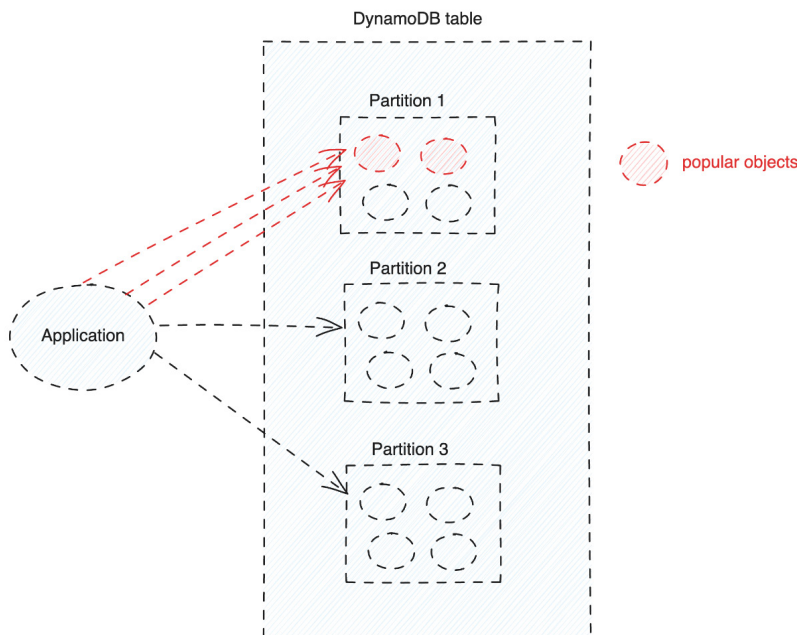 DynamoDB table
Partition 1
popular objects
Partition 2
Application
Partition 3